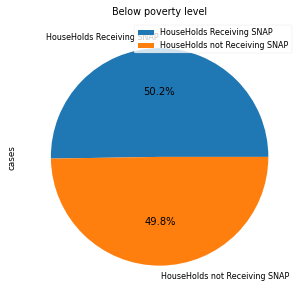 Below poverty level
HouseHolds Receiving SNAP
HouseHolds Receiving SNAP
HouseHolds not Receiving SNAP
50.2%
cases
49.8%
HouseHolds not Receiving SNAP